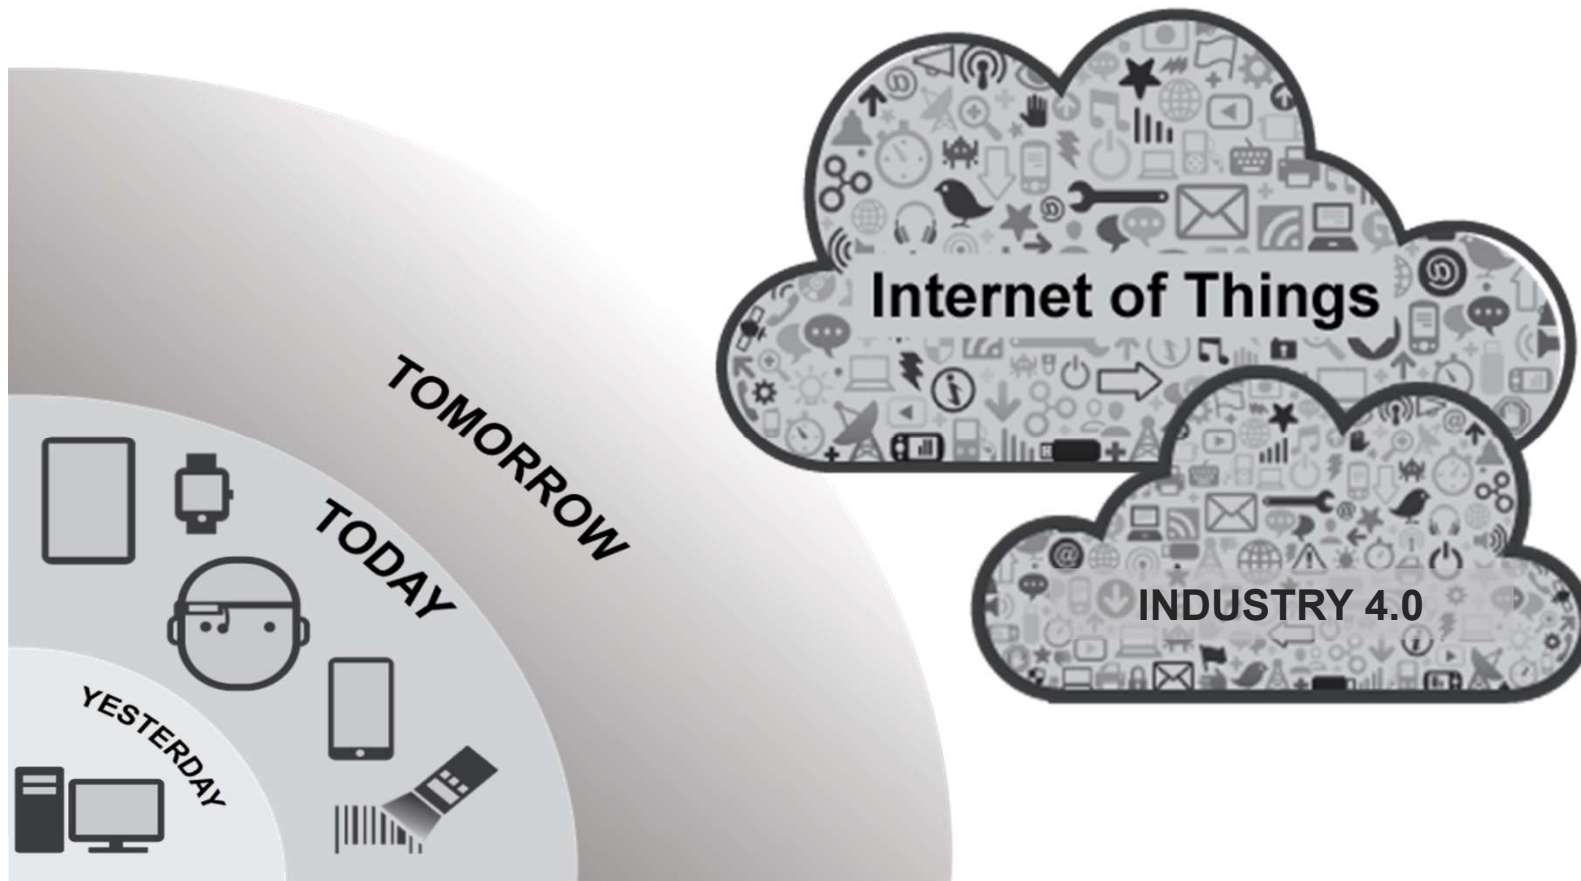 Internet of Things
TOMORROW
TODAY
INDUSTRY 4.0
YESTERDAY